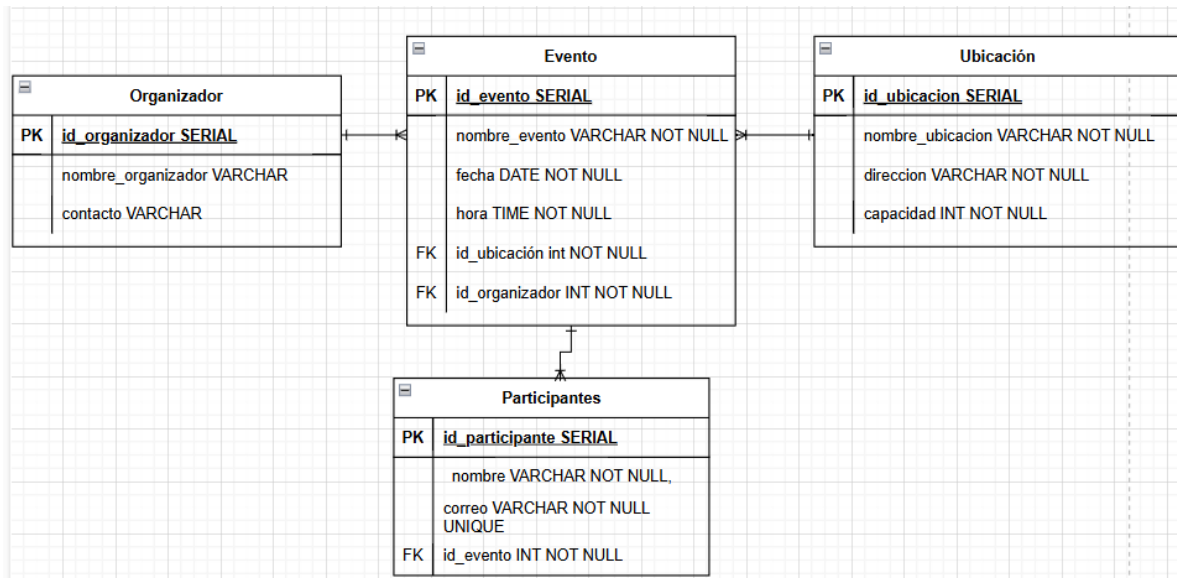 Organizador
PK id_organizador SERIAL
nombre_organizador VARCHAR
contacto VARCHAR
Evento
PK id_evento SERIAL
nombre_evento VARCHAR NOT NULL
fecha DATE NOT NULL
hora TIME NOT NULL
FK id_ubicación int NOT NULL
FK id_organizador INT NOT NULL
Ubicación
PK id_ubicacion SERIAL
nombre_ubicacion VARCHAR NOT NULL
direccion VARCHAR NOT NULL
capacidad INT NOT NULL
Participantes
PK id_participante SERIAL
nombre VARCHAR NOT NULL,
correo VARCHAR NOT NULL
UNIQUE
FK id_evento INT NOT NULL